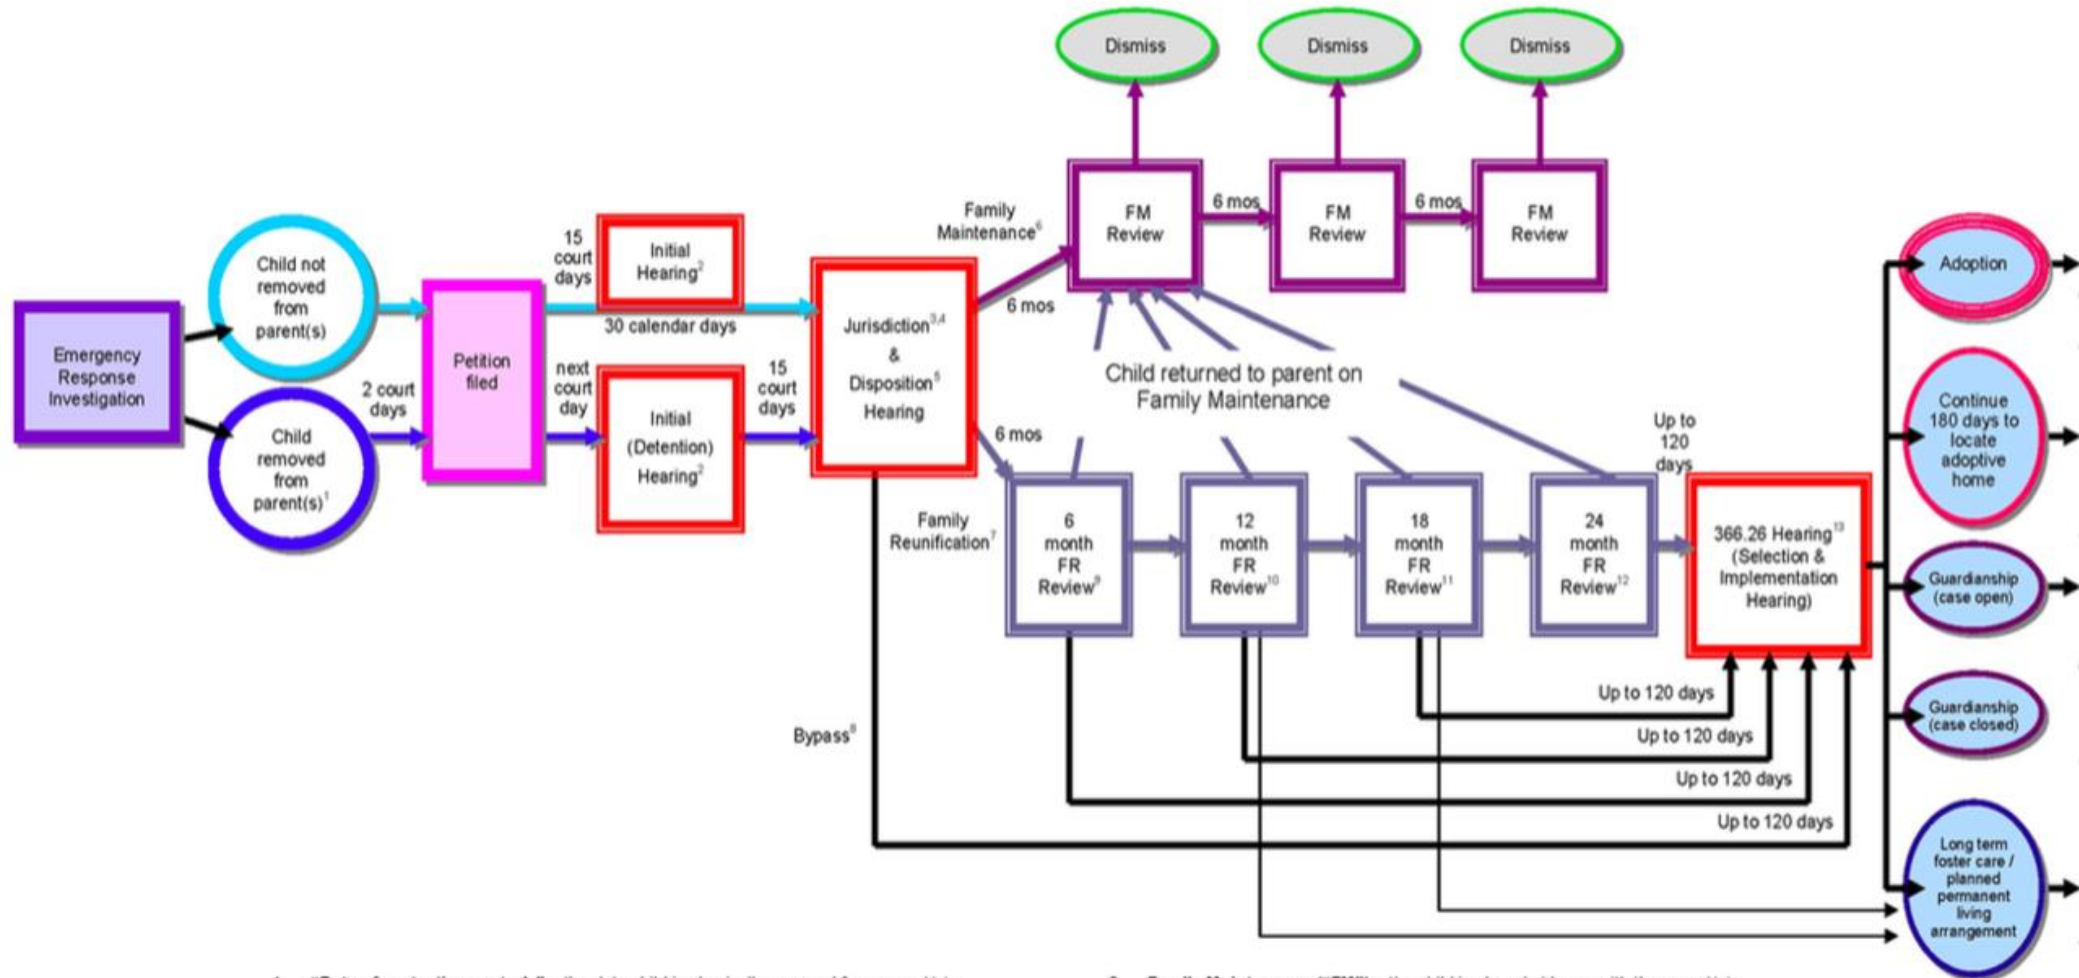 Dismiss
Dismiss
Dismiss
Family
Maintenance⁶
6 mos
FM
Review
6 mos
FM
Review
6 mos
FM
Review
Emergency
Response
Investigation
Child not
removed
from
parent(s)
Child
removed
from
parent(s)¹
2 court
days
Petition
filed
15
court
days
Initial
Hearing²
30 calendar days
next
court
day
Initial
(Detention)
Hearing²
15
court
days
Jurisdiction³,⁴
&
Disposition⁵
Hearing
Child returned to parent on
Family Maintenance
6 mos
Family
Reunification⁷
6
month
FR
Review⁹
12
month
FR
Review¹⁰
18
month
FR
Review¹¹
24
month
FR
Review¹²
Up to
120
days
366.26 Hearing¹³
(Selection &
Implementation
Hearing)
Up to 120 days
Up to 120 days
Up to 120 days
Up to 120 days
Bypass⁸
Adoption
Continue
180 days to
locate
adoptive
home
Guardianship
(case open)
Guardianship
(case closed)
Long term
foster care /
planned
permanent
living
arrangement